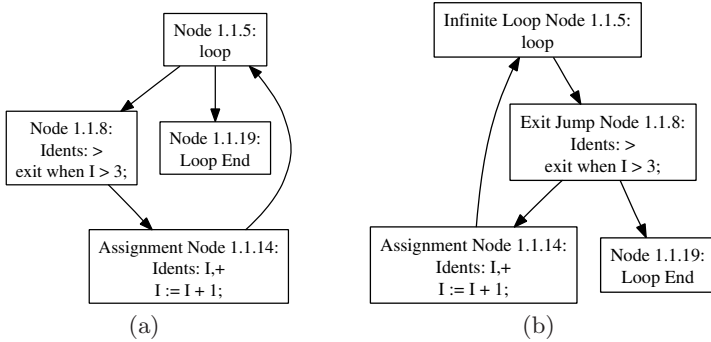 Node 1.1.5:
loop
Node 1.1.8:
Idents: >
exit when I > 3;
Node 1.1.19:
Loop End
Assignment Node 1.1.14:
Idents: I,+
I := I + 1;
(a)
Infinite Loop Node 1.1.5:
loop
Exit Jump Node 1.1.8:
Idents: >
exit when I > 3;
Assignment Node 1.1.14:
Idents: I,+
I := I + 1;
Node 1.1.19:
Loop End
(b)